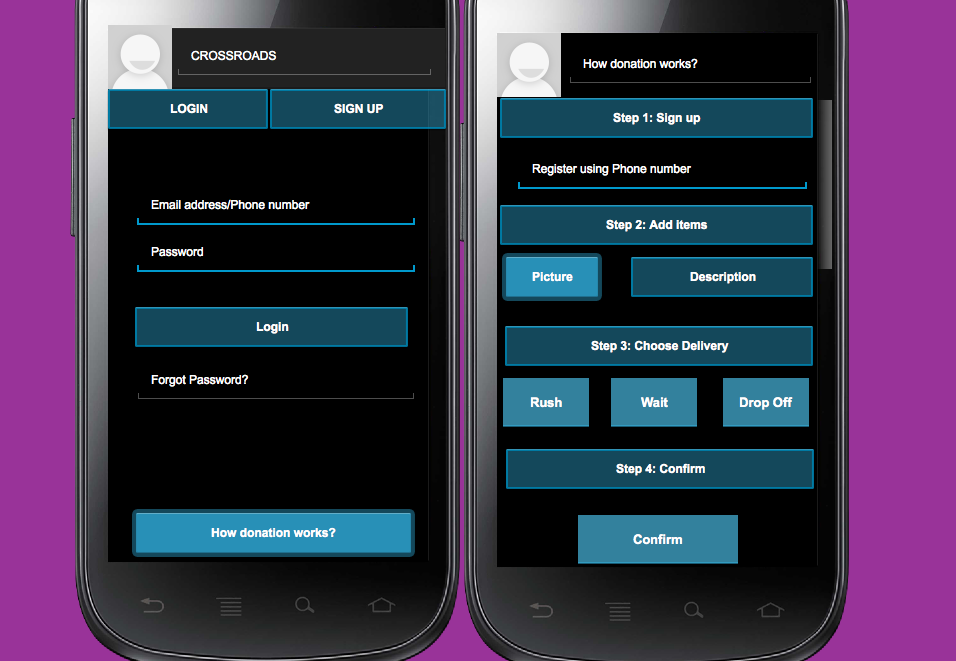 CROSSROADS
LOGIN
SIGN UP
Email address/Phone number
Password
Login
Forgot Password?
How donation works?
How donation works?
Step 1: Sign up
Register using Phone number
Step 2: Add Items
Picture
Description
Step 3: Choose Delivery
Rush
Wait
Drop Off
Step 4: Confirm
Confirm